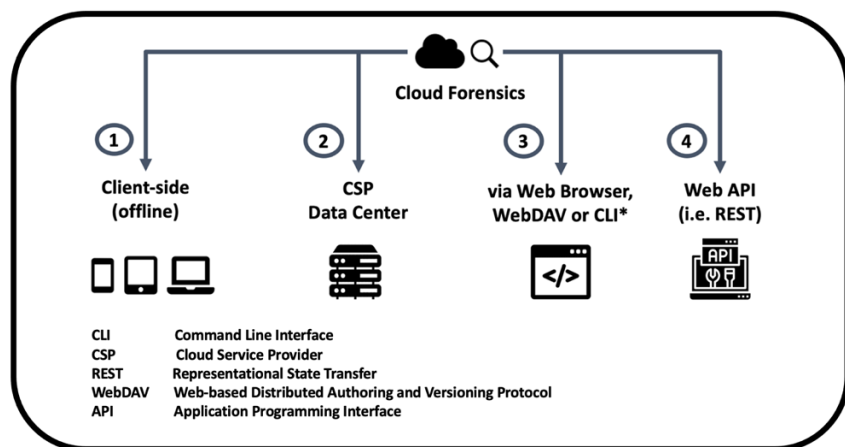 Cloud Forensics
1
2
3
4
Client-side
(offline)
CSP
Data Center
via Web Browser,
WebDAV or CLI*
Web API
(i.e. REST)
</>
API
CLI Command Line Interface
CSP Cloud Service Provider
REST Representational State Transfer
WebDAV Web-based Distributed Authoring and Versioning Protocol
API Application Programming Interface